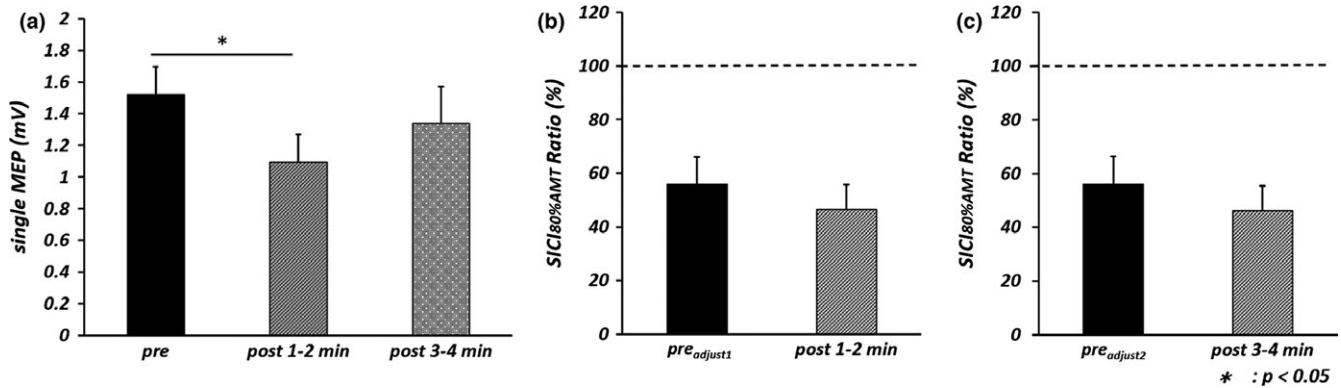 (a)
single MEP (mV)
2
1.8
1.6
1.4
1.2
1
0.8
0.6
0.4
0.2
0
*
pre
post 1-2 min
post 3-4 min
(b)
SICI80%AMT Ratio (%)
120
100
80
60
40
20
0
preadjust1
post 1-2 min
(c)
SICI80%AMT Ratio (%)
120
100
80
60
40
20
0
preadjust2
post 3-4 min
* : p < 0.05